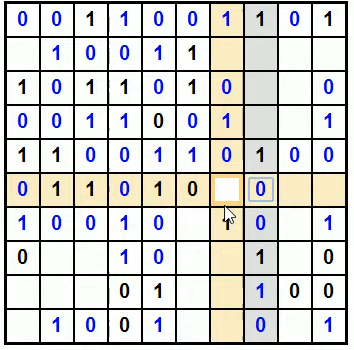 0 0 1 1 0 0 1 1 0 1
1 0 0 1 1
1 0 1 1 0 1 0 0
0 0 1 1 0 0 1 1
1 1 0 0 1 1 0 1 0 0
0 1 1 0 1 0 0
1 0 0 1 0 1 0 1
0 1 0 1 0
0 1 1 0 0
1 0 0 1 0 1